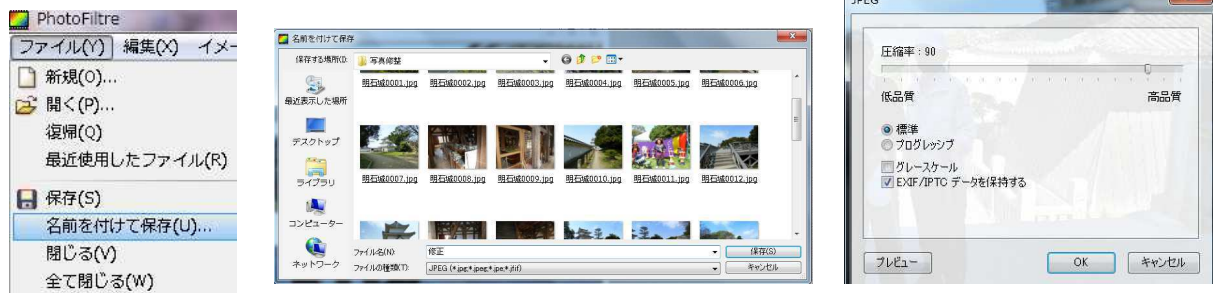 PhotoFiltre
ファイル(Y) 編集(X) イメー
新規(O)...
開く(P)...
復帰(Q)
最近使用したファイル(R)
保存(S)
名前を付けて保存(U)...
閉じる(V)
全て閉じる(W)
名前を付けて保存
保存する場所(I): 写真修整
明石城0001.jpg 明石城0002.jpg 明石城0003.jpg 明石城0004.jpg 明石城0005.jpg 明石城0006.jpg
最近表示した場所
デスクトップ
明石城0007.jpg 明石城0008.jpg 明石城0009.jpg 明石城0010.jpg 明石城0011.jpg 明石城0012.jpg
ライブラリ
コンピューター
ネットワーク
ファイル名(N): 修正 保存(S)
ファイルの種類(T): JPEG (*.jpg;*.jpeg;*.jpe;*.jfif) キャンセル
JPEG
圧縮率 : 90
低品質 高品質
標準
プログレッシブ
グレースケール
EXIF/IPTC データを保持する
プレビュー OK キャンセル